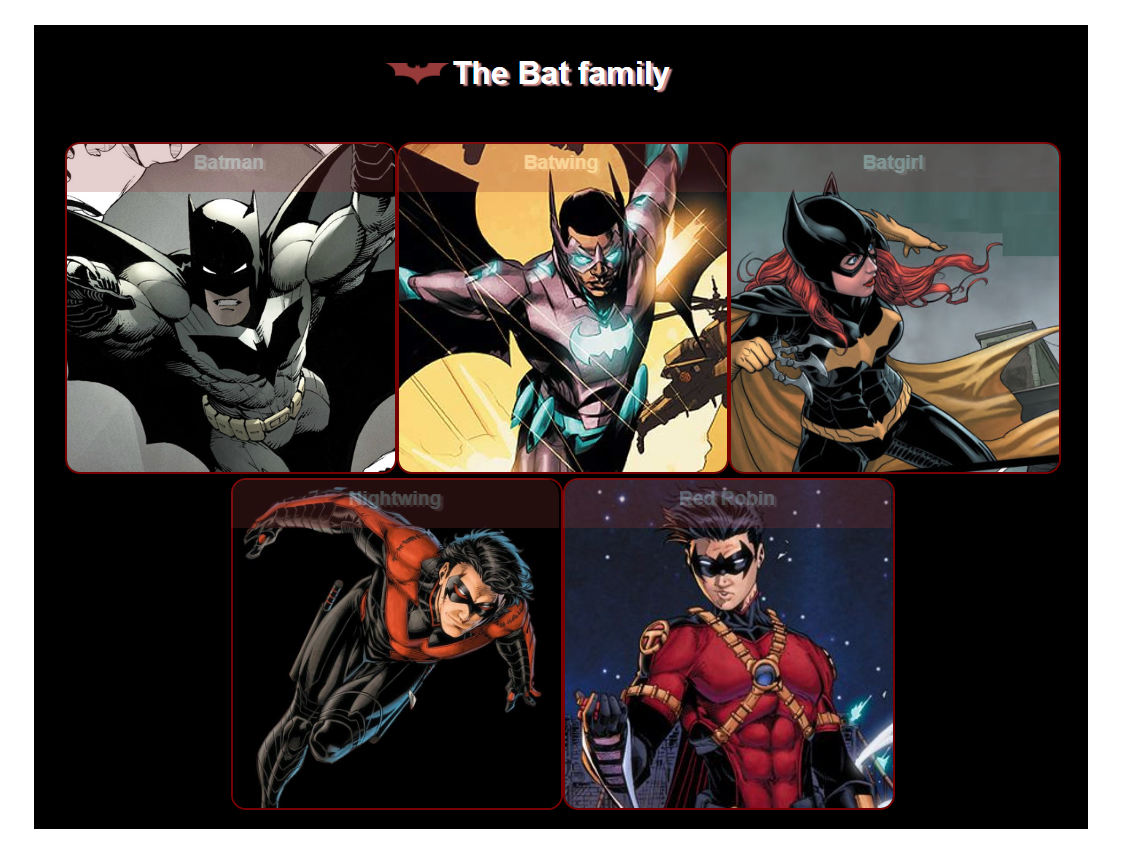 The Bat family
Batman
Batwing
Batgirl
Nightwing
Red Robin